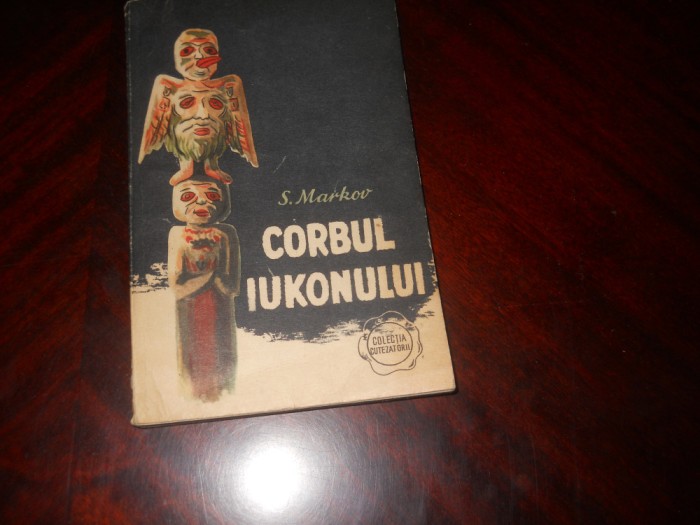 S. Markov
CORBUL
IUKONULUI
COLECȚIA
CUTEZĂTORII